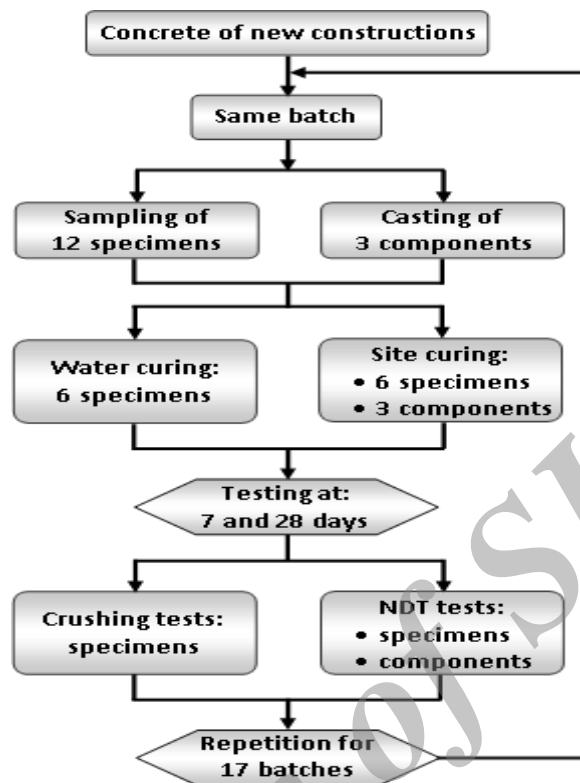 Concrete of new constructions
Same batch
Sampling of
12 specimens
Casting of
3 components
Water curing:
6 specimens
Site curing:
• 6 specimens
• 3 components
Testing at:
7 and 28 days
Crushing tests:
specimens
NDT tests:
• specimens
• components
Repetition for
17 batches
of